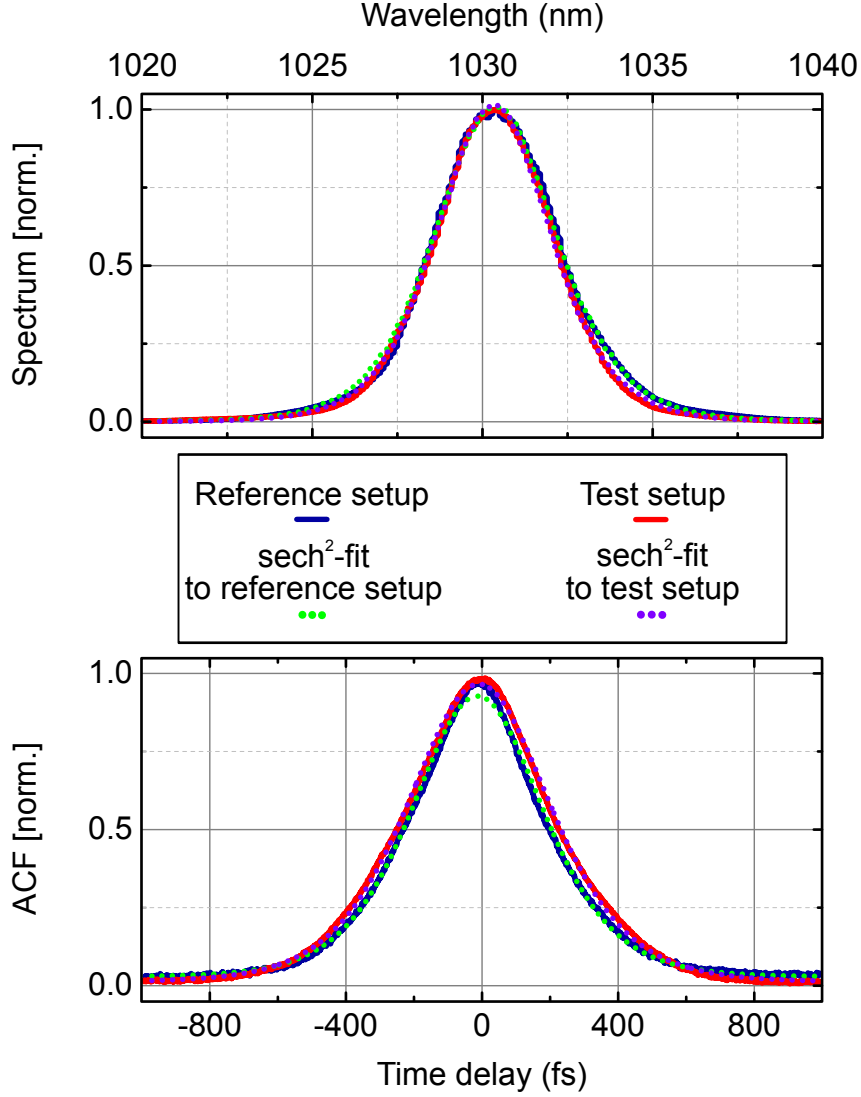 Wavelength (nm)
1020 1025 1030 1035 1040
Spectrum [norm.]
1.0
0.5
0.0
Reference setup Test setup
sech²-fit sech²-fit
to reference setup to test setup
ACF [norm.]
1.0
0.5
0.0
-800 -400 0 400 800
Time delay (fs)